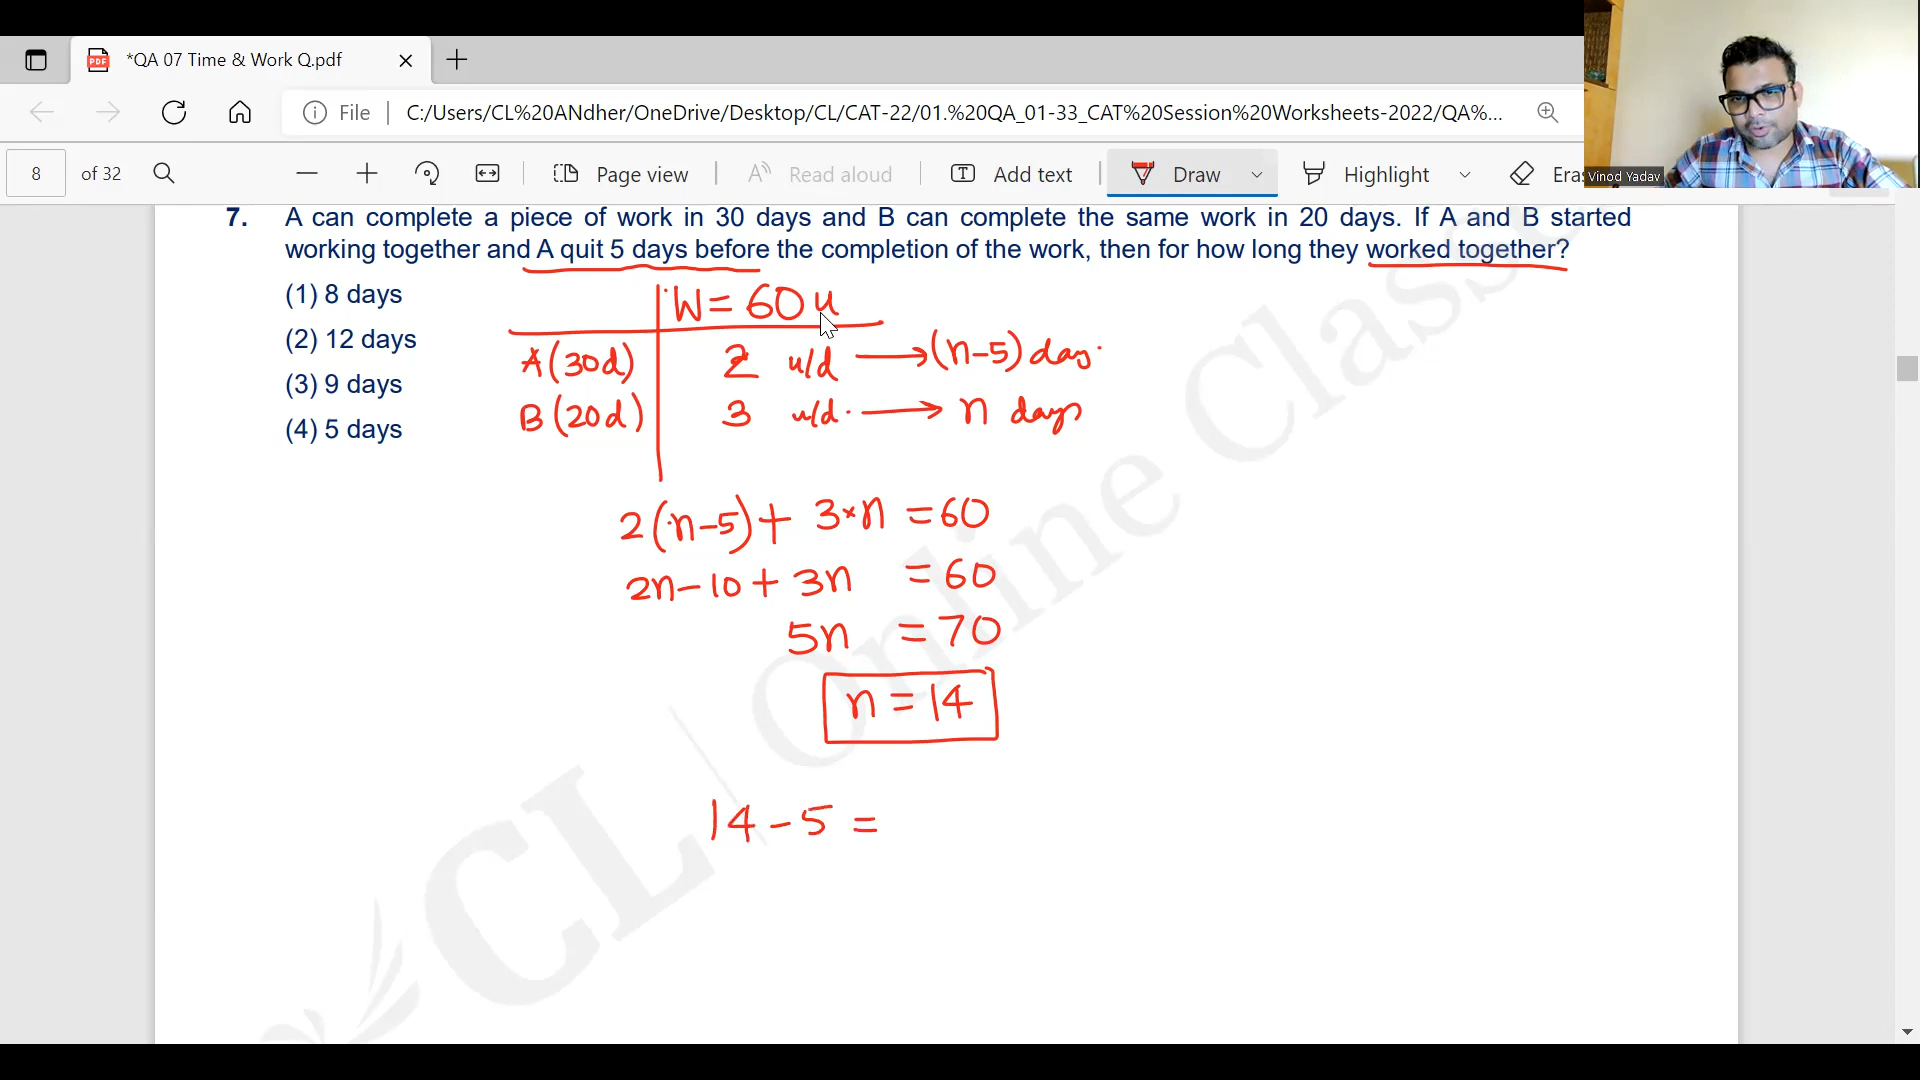 *QA 07 Time & Work Q.pdf
File C:/Users/CL%20ANdher/OneDrive/Desktop/CL/CAT-22/01.%20QA_01-33_CAT%20Session%20Worksheets-2022/QA%...
8 of 32 Page view Read aloud Add text Draw Highlight Eras
Vinod Yadav
7. A can complete a piece of work in 30 days and B can complete the same work in 20 days. If A and B started
working together and A quit 5 days before the completion of the work, then for how long they worked together?
(1) 8 days
(2) 12 days
(3) 9 days
(4) 5 days
W = 60 u
A (30d) 2 u/d → (n-5) days
B (20d) 3 u/d. → n days
2(n-5) + 3×n = 60
2n-10 + 3n = 60
5n = 70
n = 14
14 - 5 =
CL Online Classes